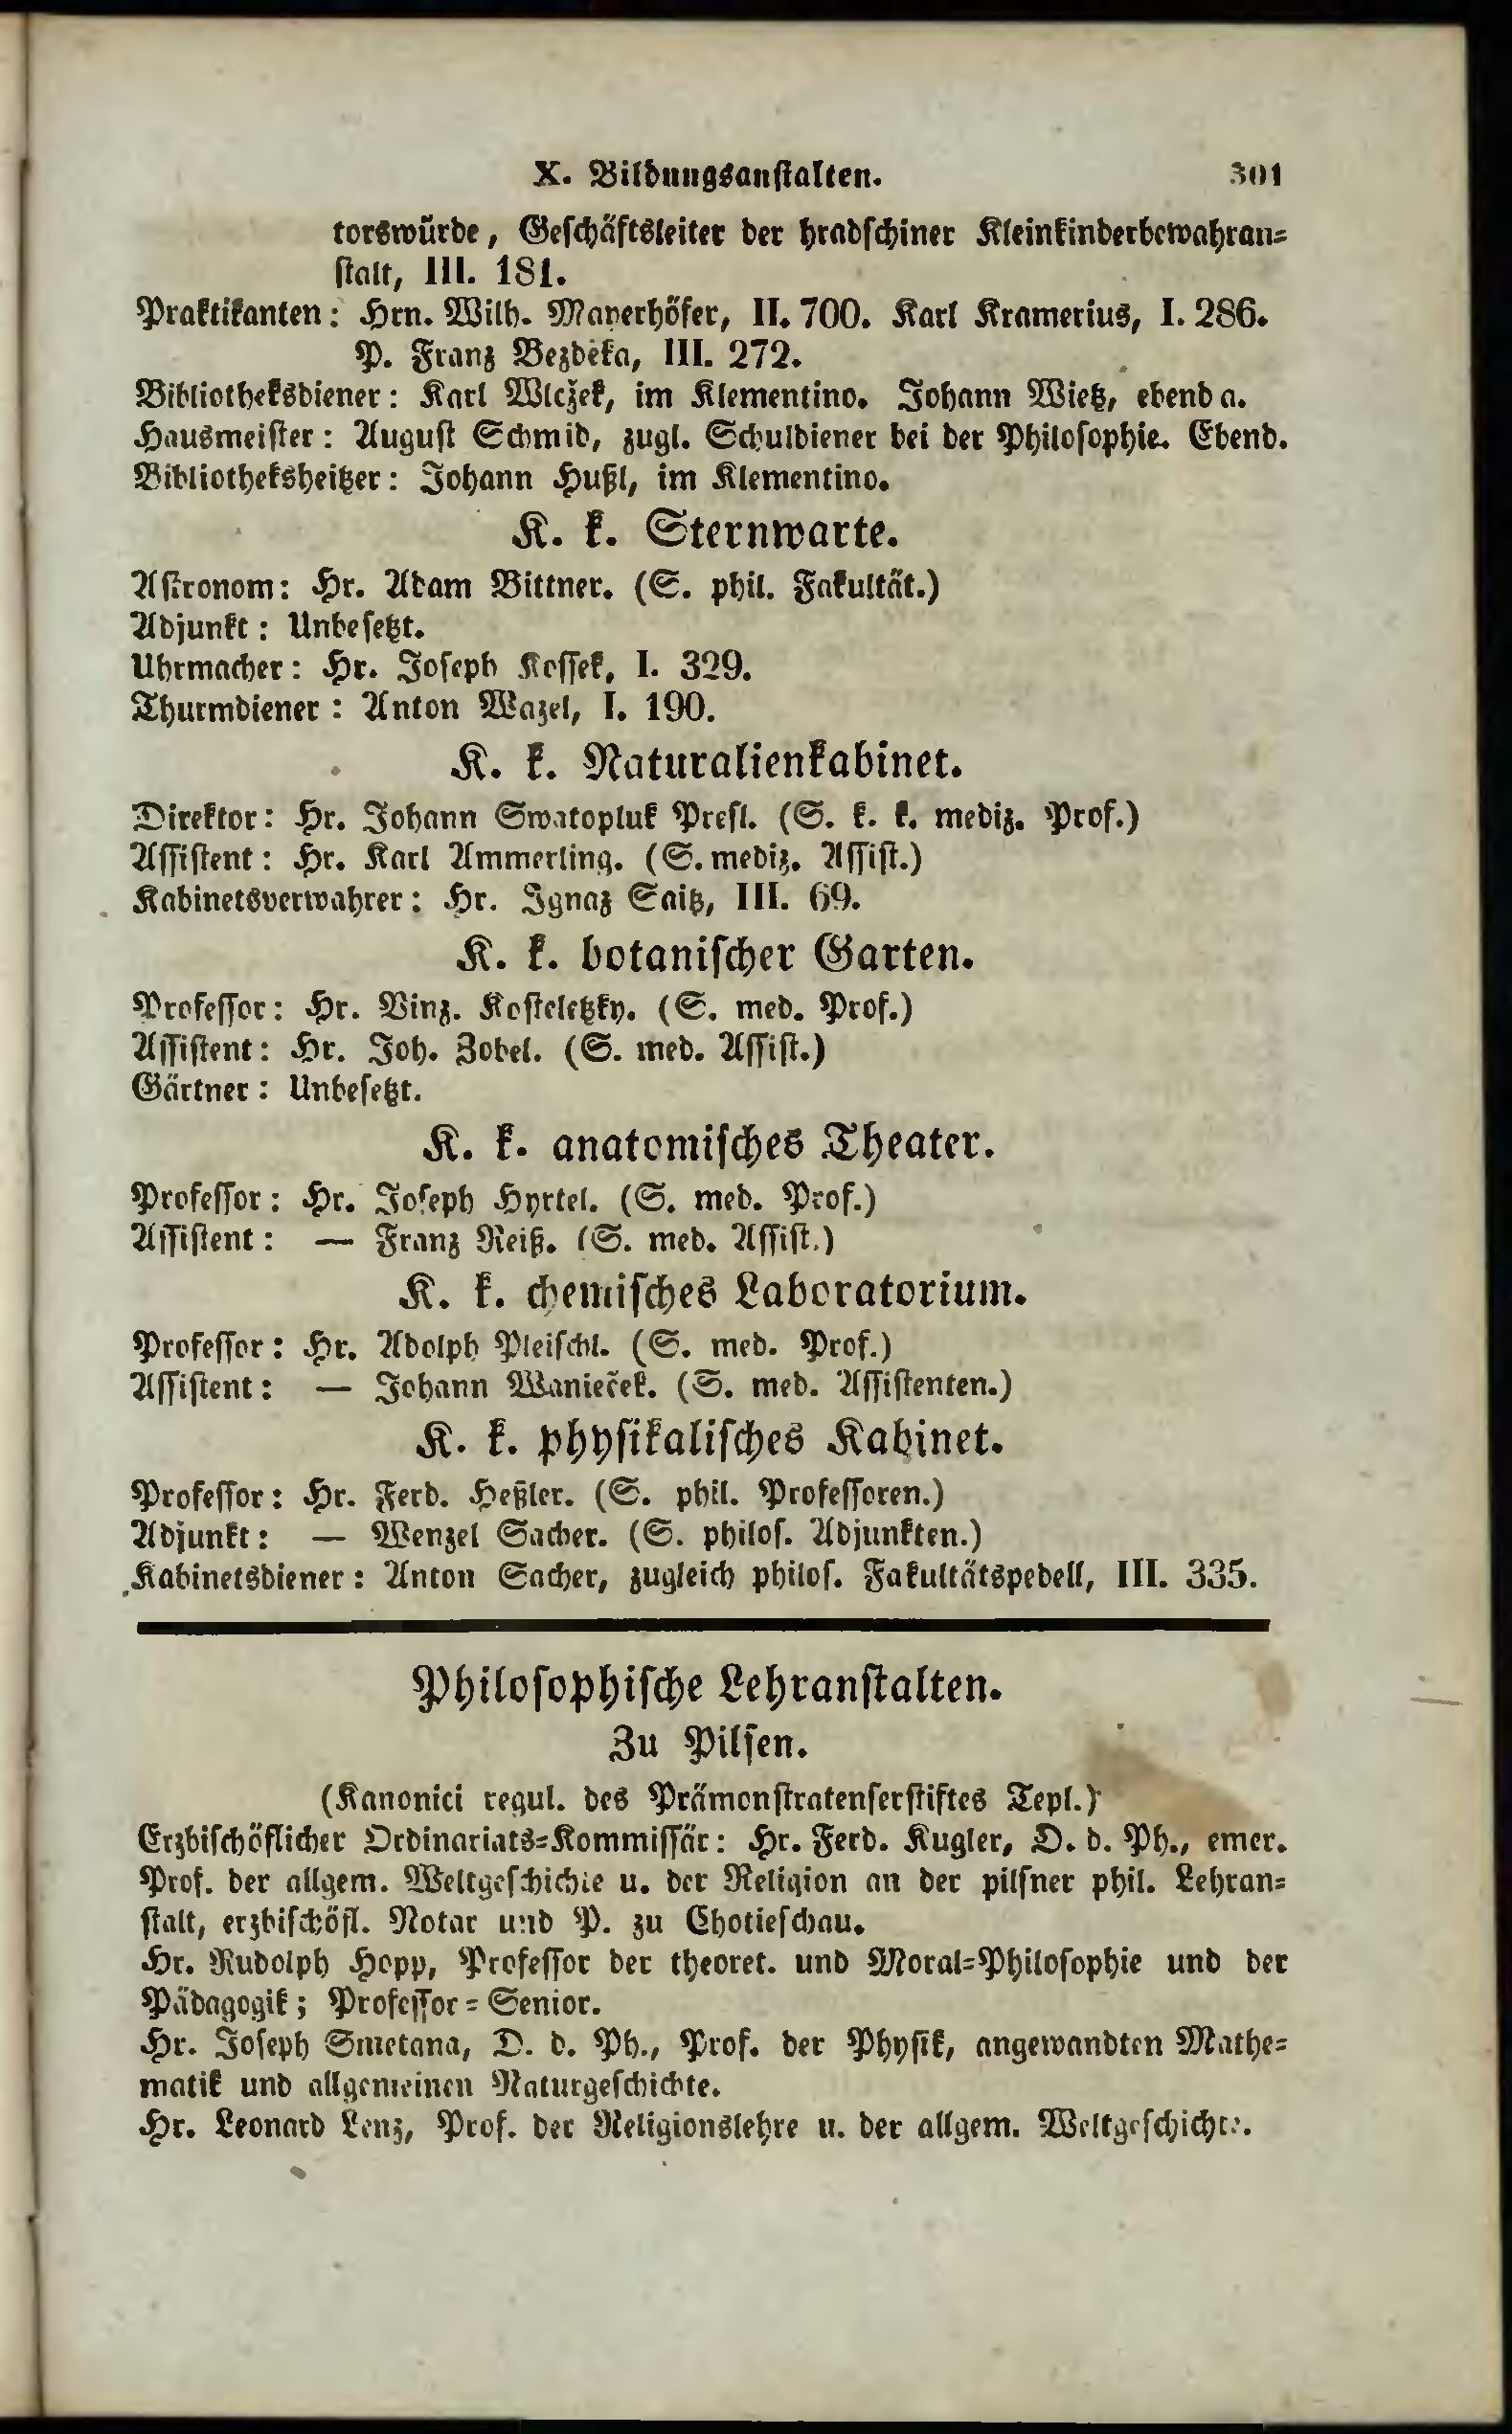 X. Bildungsanstalten. 301
torswürde, Geschäftsleiter der hradschiner Kleinkinderbewahran=
stalt, III. 181.
Praktikanten: Hrn. Wilh. Mayerhöfer, II. 700. Karl Kramerius, I. 286.
P. Franz Bezděka, III. 272.
Bibliotheksdiener: Karl Wlczek, im Klementino. Johann Wietz, ebenda.
Hausmeister: August Schmid, zugl. Schuldiener bei der Philosophie. Ebend.
Bibliotheksheitzer: Johann Hußl, im Klementino.
K. k. Sternwarte.
Astronom: Hr. Adam Bittner. (S. phil. Fakultät.)
Adjunkt: Unbesetzt.
Uhrmacher: Hr. Joseph Kossek, I. 329.
Thurmdiener: Anton Wazel, I. 190.
K. k. Naturalienkabinet.
Direktor: Hr. Johann Swatopluk Presl. (S. k. k. mediz. Prof.)
Assistent: Hr. Karl Ammerling. (S. mediz. Assist.)
Kabinetsverwahrer: Hr. Ignaz Saitz, III. 69.
K. k. botanischer Garten.
Professor: Hr. Vinz. Kosteletzky. (S. med. Prof.)
Assistent: Hr. Joh. Zobel. (S. med. Assist.)
Gärtner: Unbesetzt.
K. k. anatomisches Theater.
Professor: Hr. Joseph Hyrtel. (S. med. Prof.)
Assistent: — Franz Reiß. (S. med. Assist.)
K. k. chemisches Laboratorium.
Professor: Hr. Adolph Pleischl. (S. med. Prof.)
Assistent: — Johann Wanieček. (S. med. Assistenten.)
K. k. physikalisches Kabinet.
Professor: Hr. Ferd. Heßler. (S. phil. Professoren.)
Adjunkt: — Wenzel Sacher. (S. philos. Adjunkten.)
Kabinetsdiener: Anton Sacher, zugleich philos. Fakultätspedell, III. 335.
Philosophische Lehranstalten.
Zu Pilsen.
(Kanonici regul. des Prämonstratenserstiftes Tepl.)
Erzbischöflicher Ordinariats=Kommissär: Hr. Ferd. Kugler, D. d. Ph., emer.
Prof. der allgem. Weltgeschichte u. der Religion an der pilsner phil. Lehran=
stalt, erzbischöfl. Notar und P. zu Chotieschau.
Hr. Rudolph Hopp, Professor der theoret. und Moral=Philosophie und der
Pädagogik; Professor=Senior.
Hr. Joseph Smetana, D. d. Ph., Prof. der Physik, angewandten Mathe=
matik und allgemeinen Naturgeschichte.
Hr. Leonard Lenz, Prof. der Religionslehre u. der allgem. Weltgeschichte.